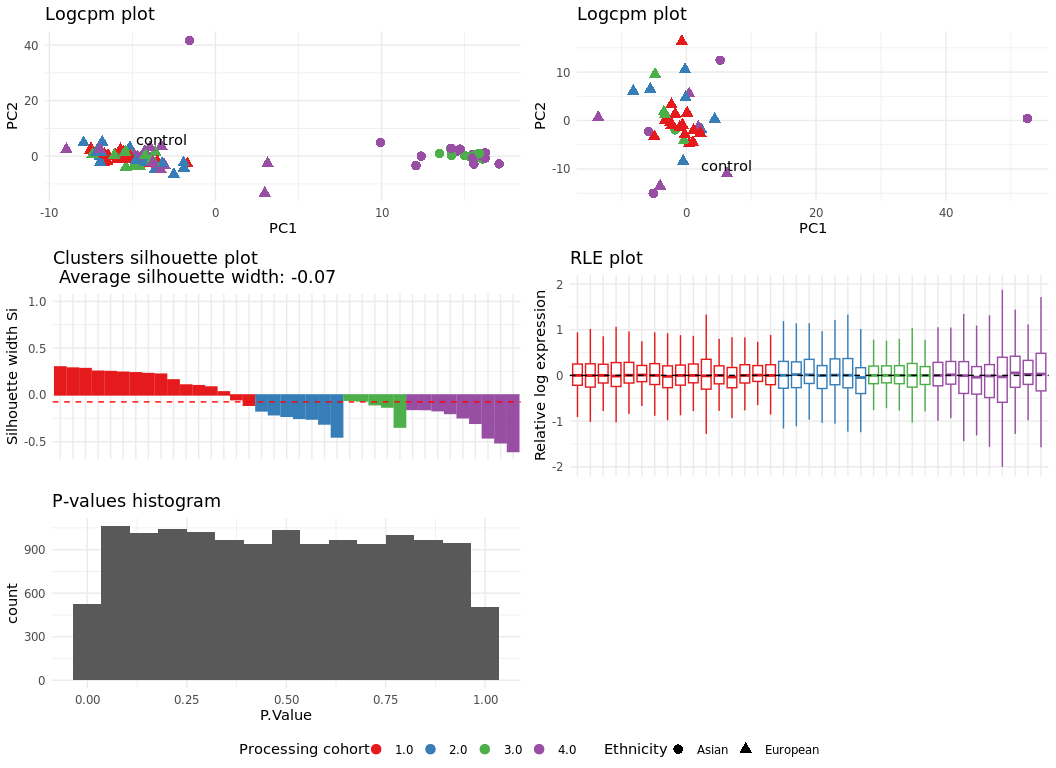 Logcpm plot
Logcpm plot
PC2
40
20
0
control
-10
0
10
PC1
PC2
10
0
-10
control
0
20
40
PC1
Clusters silhouette plot
Average silhouette width: -0.07
Silhouette width Si
1.0
0.5
0.0
-0.5
RLE plot
Relative log expression
2
1
0
-1
-2
P-values histogram
count
900
600
300
0
0.00
0.25
0.50
0.75
1.00
P.Value
Processing cohort 1.0 2.0 3.0 4.0 Ethnicity Asian European